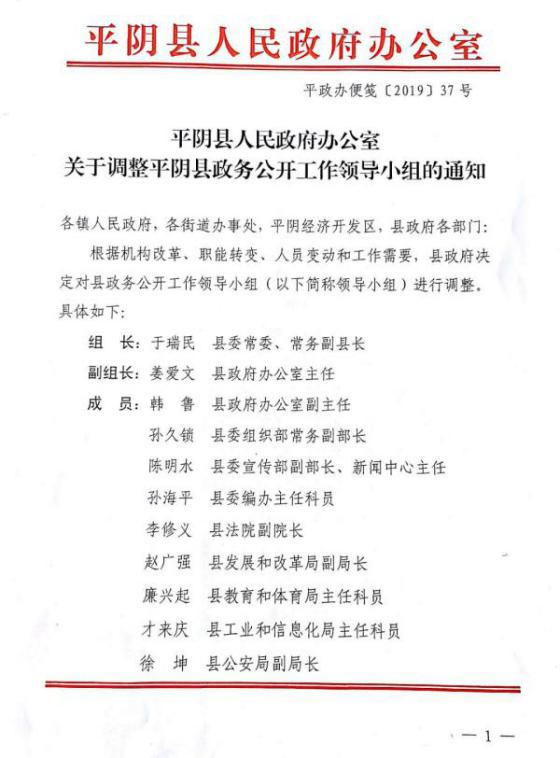 平阴县人民政府办公室
平政办便笺〔2019〕37号
平阴县人民政府办公室
关于调整平阴县政务公开工作领导小组的通知
各镇人民政府，各街道办事处，平阴经济开发区，县政府各部门：
根据机构改革、职能转变、人员变动和工作需要，县政府决
定对县政务公开工作领导小组（以下简称领导小组）进行调整。
具体如下：
组 长：于瑞民 县委常委、常务副县长
副组长：姜爱文 县政府办公室主任
成 员：韩 鲁 县政府办公室副主任
孙久锁 县委组织部常务副部长
陈明水 县委宣传部副部长、新闻中心主任
孙海平 县委编办主任科员
李修义 县法院副院长
赵广强 县发展和改革局副局长
廉兴起 县教育和体育局主任科员
才来庆 县工业和信息化局主任科员
徐 坤 县公安局副局长
— 1 —